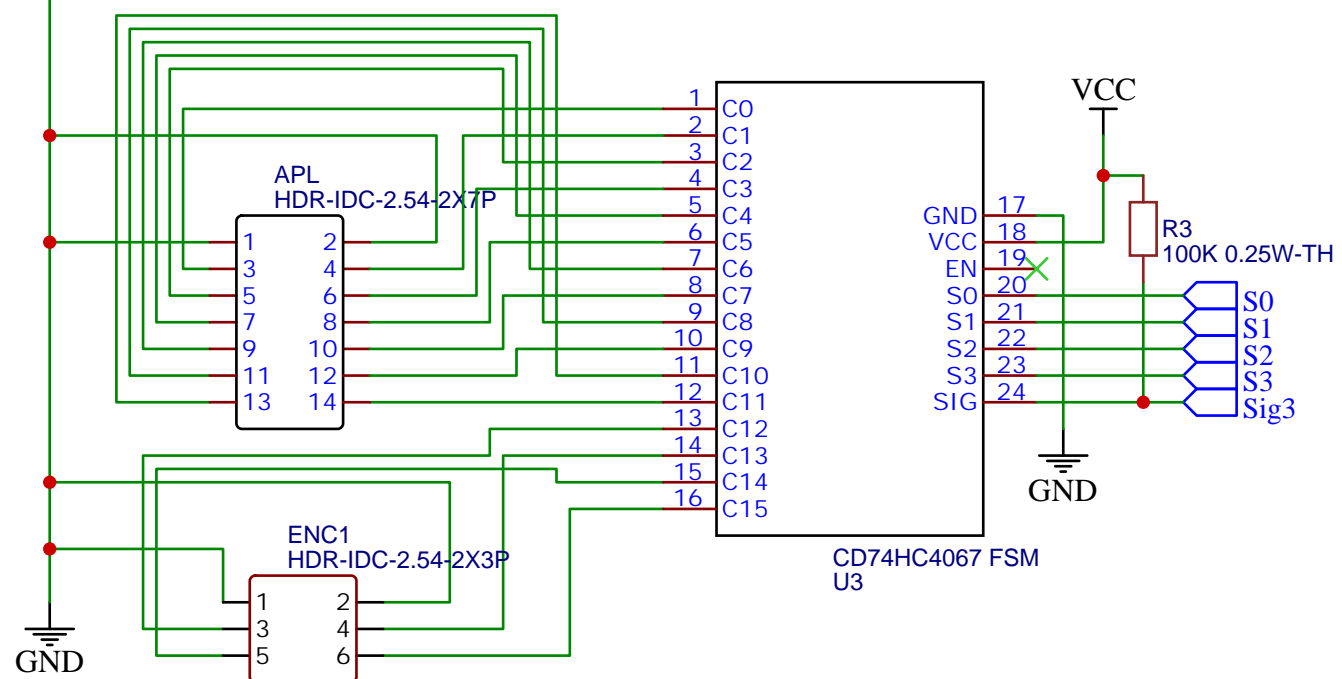 VCC
1 C0
2 C1
3 C2
4 C3
5 C4
6 C5
7 C6
8 C7
9 C8
10 C9
11 C10
12 C11
13 C12
14 C13
15 C14
16 C15
GND 17
VCC 18
EN 19
S0 20
S1 21
S2 22
S3 23
SIG 24
CD74HC4067 FSM
U3
R3
100K 0.25W-TH
S0
S1
S2
S3
Sig3
GND
APL
HDR-IDC-2.54-2X7P
1 2
3 4
5 6
7 8
9 10
11 12
13 14
ENC1
HDR-IDC-2.54-2X3P
1 2
3 4
5 6
GND